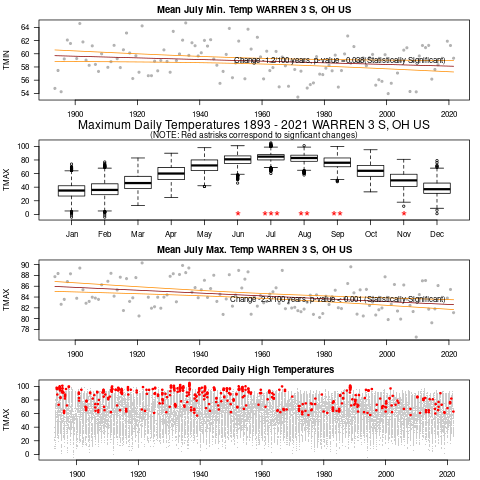 Mean July Min. Temp WARREN 3 S, OH US
TMIN
64
62
60
58
56
54
Change -1.2/100 years, p value =0.038(Statistically Significant)
1900 1920 1940 1960 1980 2000 2020
Maximum Daily Temperatures 1893 - 2021 WARREN 3 S, OH US
(NOTE: Red astrisks correspond to signficant changes)
TMAX
100
80
60
40
20
0
* *** ** ** *
Jan Feb Mar Apr May Jun Jul Aug Sep Oct Nov Dec
Mean July Max. Temp WARREN 3 S, OH US
TMAX
90
88
86
84
82
80
78
Change -2.3/100 years, p value < 0.001 (Statistically Significant)
1900 1920 1940 1960 1980 2000 2020
Recorded Daily High Temperatures
TMAX
100
80
60
40
20
0
1900 1920 1940 1960 1980 2000 2020